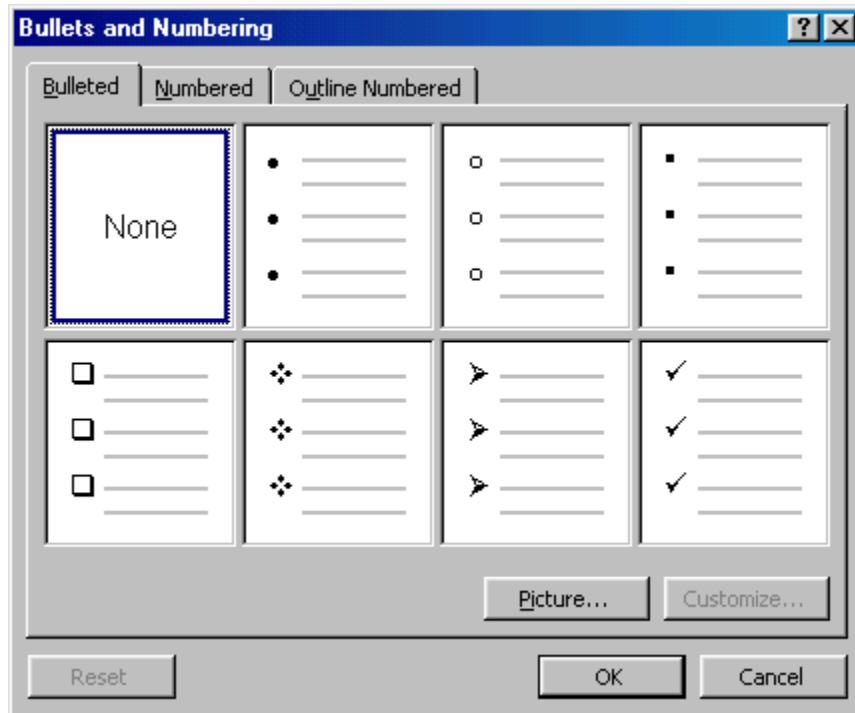 Bullets and Numbering
Bulleted Numbered Outline Numbered
None
Picture... Customize...
Reset OK Cancel